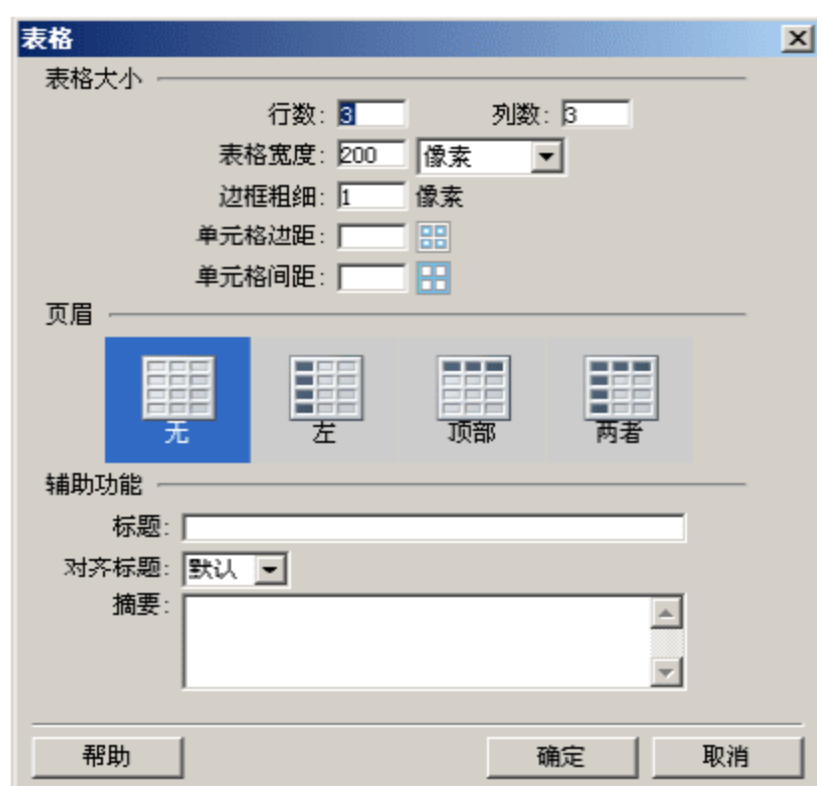 表格
表格大小
行数: 3 列数: 3
表格宽度: 200 像素
边框粗细: 1 像素
单元格边距:
单元格间距:
页眉
无 左 顶部 两者
辅助功能
标题:
对齐标题: 默认
摘要:
帮助 确定 取消